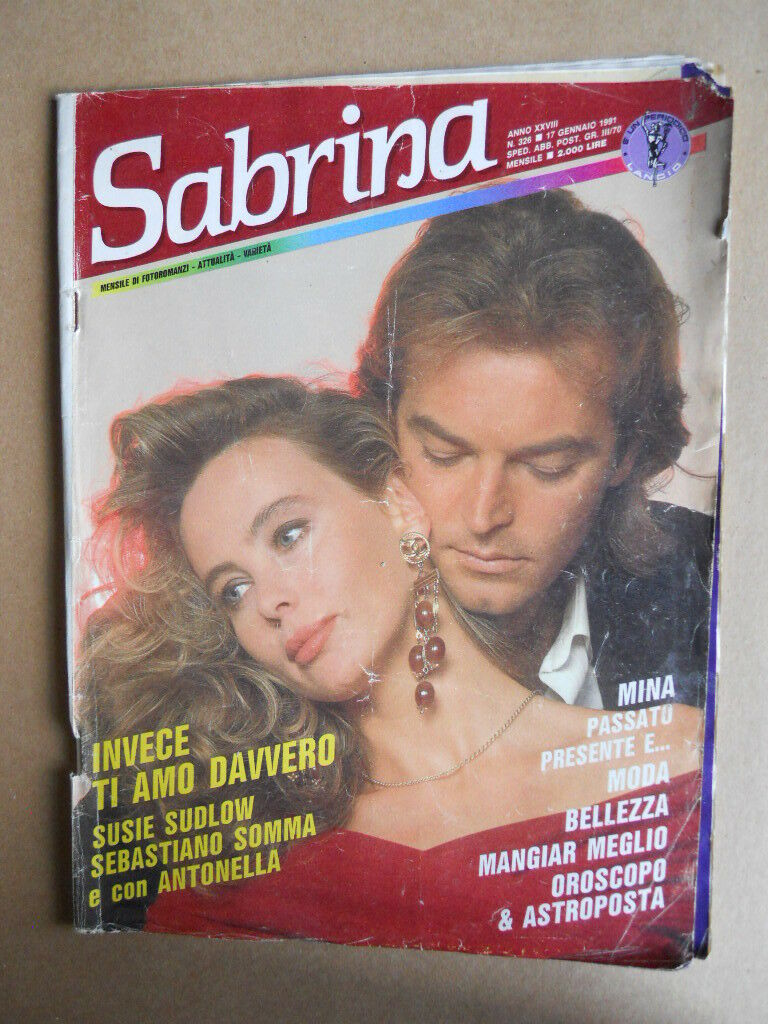 Sabrina
ANNO XXVIII
N. 326 ■ 17 GENNAIO 1991
SPED. ABB. POST. GR. III/70
MENSILE ■ 2.000 LIRE
È UN PERIODICO
LANCIO
MENSILE DI FOTOROMANZI - ATTUALITÀ - VARIETÀ
INVECE
TI AMO DAVVERO
SUSIE SUDLOW
SEBASTIANO SOMMA
e con ANTONELLA
MINA
PASSATO
PRESENTE E...
MODA
BELLEZZA
MANGIAR MEGLIO
OROSCOPO
& ASTROPOSTA